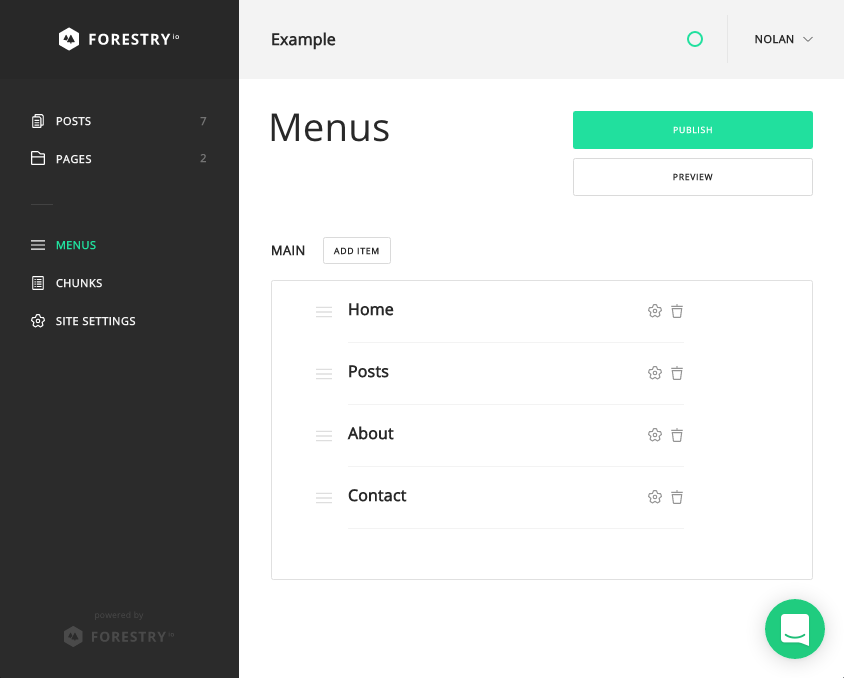 FORESTRY io
Example
NOLAN
POSTS 7
PAGES 2
MENUS
CHUNKS
SITE SETTINGS
powered by
FORESTRY
Menus
PUBLISH
PREVIEW
MAIN
ADD ITEM
Home
Posts
About
Contact